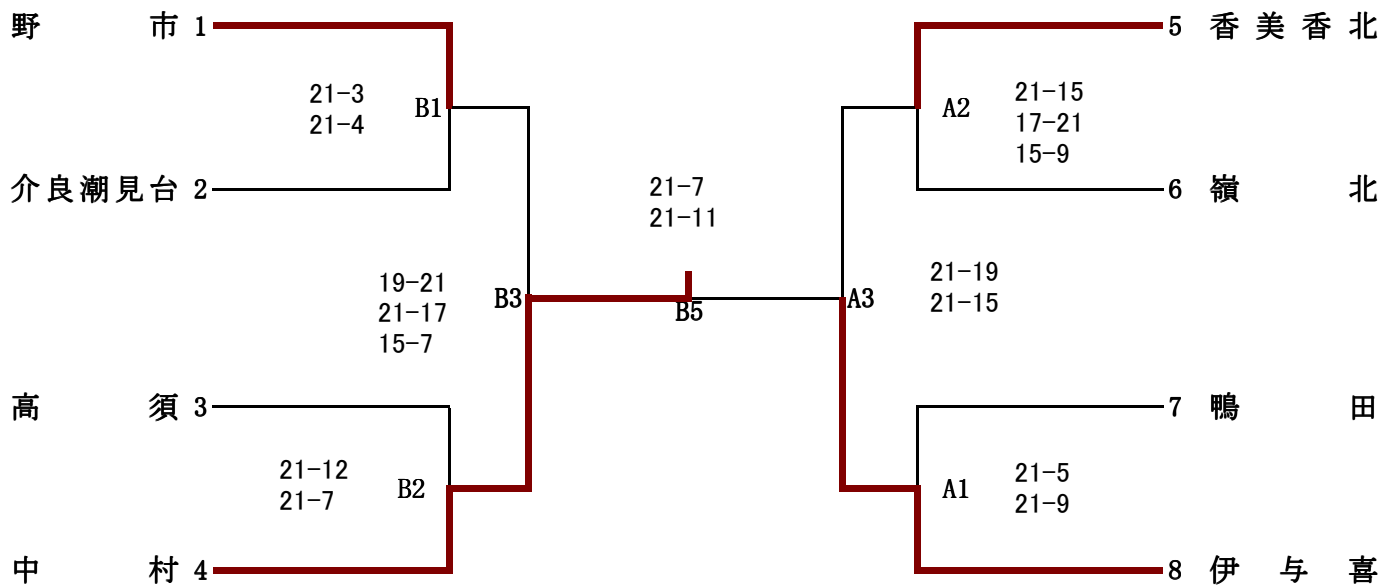 野市 1
21-3
21-4
B1
介良潮見台 2
19-21
21-17
15-7
B3
高須 3
21-12
21-7
B2
中村 4
21-7
21-11
B5
5 香美香北
A2
21-15
17-21
15-9
6 嶺北
A3
21-19
21-15
7 鴨田
A1
21-5
21-9
8 伊与喜